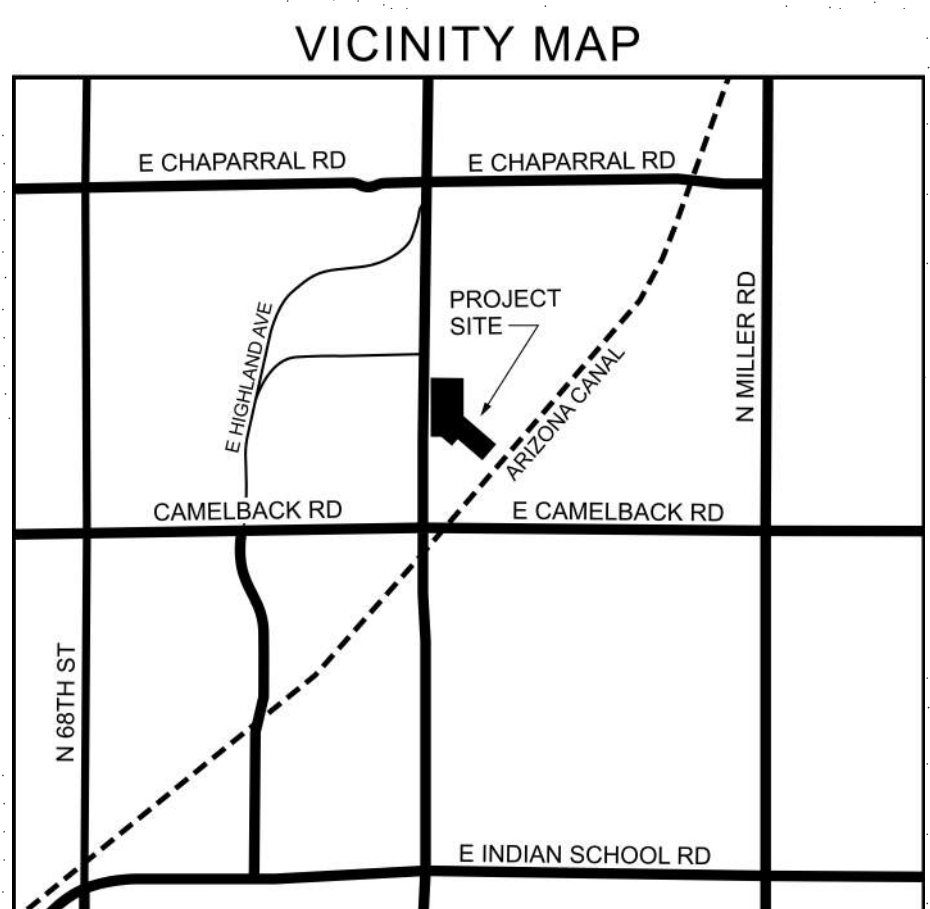 VICINITY MAP
E CHAPARRAL RD
E CHAPARRAL RD
PROJECT
SITE
E HIGHLAND AVE
N MILLER RD
ARIZONA CANAL
CAMELBACK RD
E CAMELBACK RD
N 68TH ST
E INDIAN SCHOOL RD